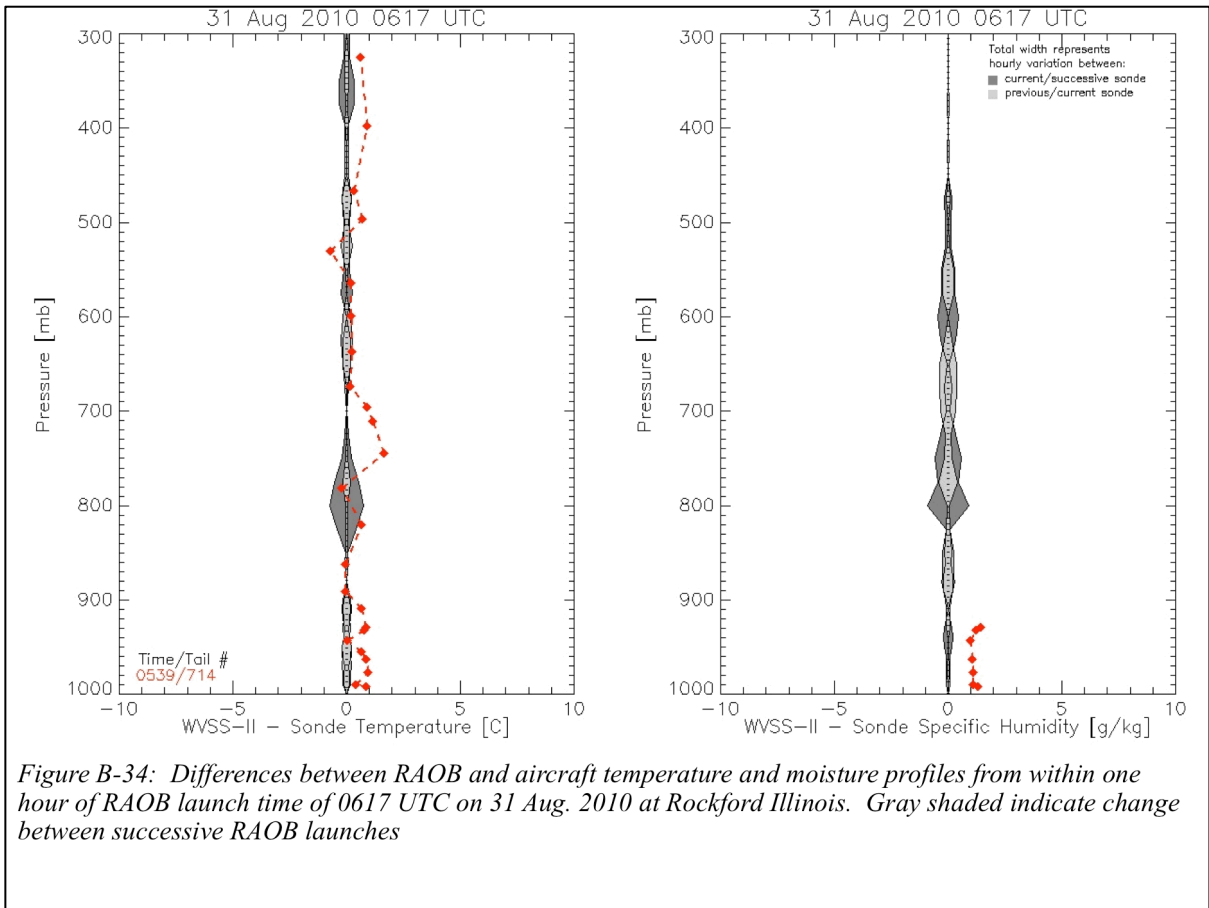 31 Aug 2010 0617 UTC
300
400
500
600
700
800
900
1000
Pressure [mb]
Time/Tail #
0539/714
-10
-5
0
5
10
WVSS-II - Sonde Temperature [C]
31 Aug 2010 0617 UTC
Total width represents
hourly variation between:
current/successive sonde
previous/current sonde
300
400
500
600
700
800
900
1000
Pressure [mb]
-10
-5
0
5
10
WVSS-II - Sonde Specific Humidity [g/kg]
Figure B-34: Differences between RAOB and aircraft temperature and moisture profiles from within one
hour of RAOB launch time of 0617 UTC on 31 Aug. 2010 at Rockford Illinois. Gray shaded indicate change
between successive RAOB launches